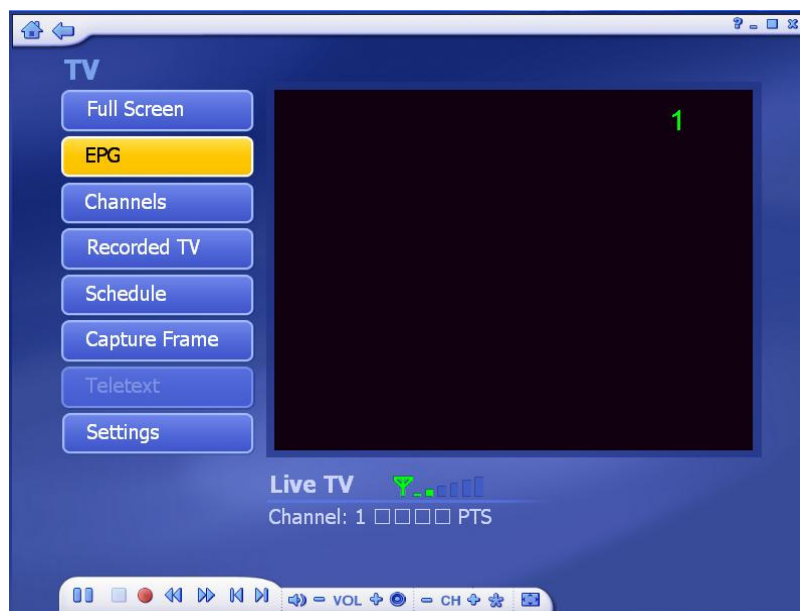 ?
TV
Full Screen
1
EPG
Channels
Recorded TV
Schedule
Capture Frame
Teletext
Settings
Live TV
Channel: 1 □□□□ PTS
VOL
CH